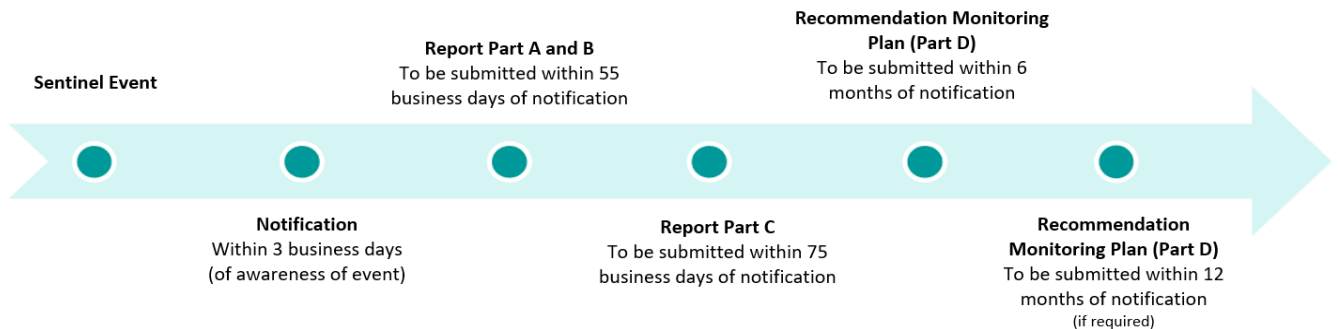 Sentinel Event
Notification
Within 3 business days
(of awareness of event)
Report Part A and B
To be submitted within 55
business days of notification
Report Part C
To be submitted within 75
business days of notification
Recommendation Monitoring
Plan (Part D)
To be submitted within 6
months of notification
Recommendation
Monitoring Plan (Part D)
To be submitted within 12
months of notification
(if required)